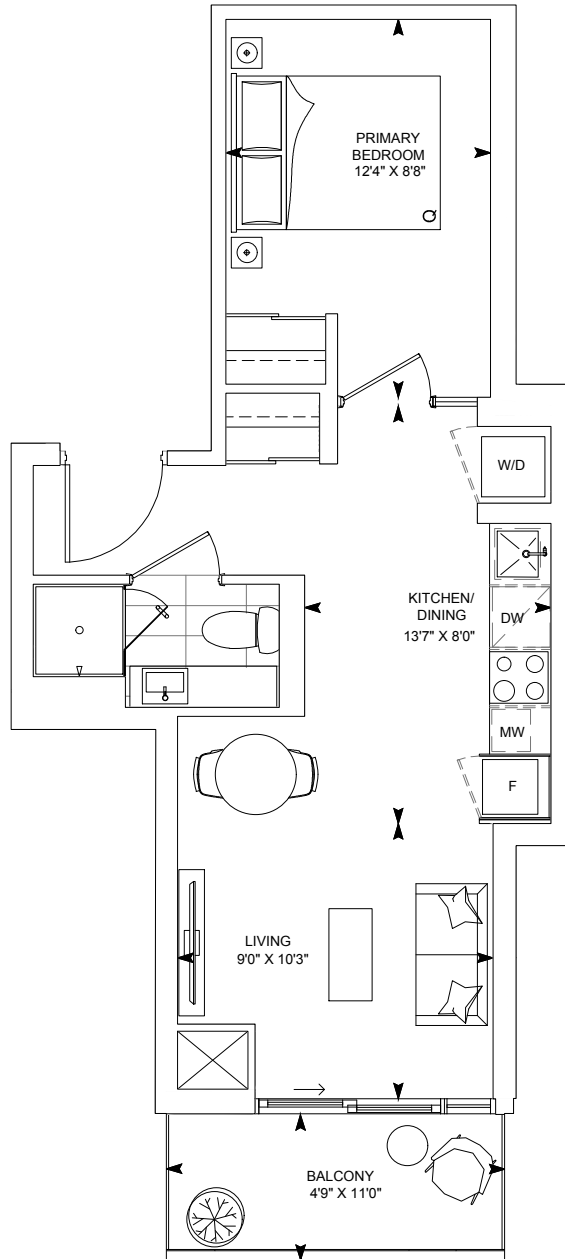 PRIMARY
BEDROOM
12'4" X 8'8"
Q
W/D
KITCHEN/
DINING
13'7" X 8'0"
DW
MW
F
LIVING
9'0" X 10'3"
BALCONY
4'9" X 11'0"